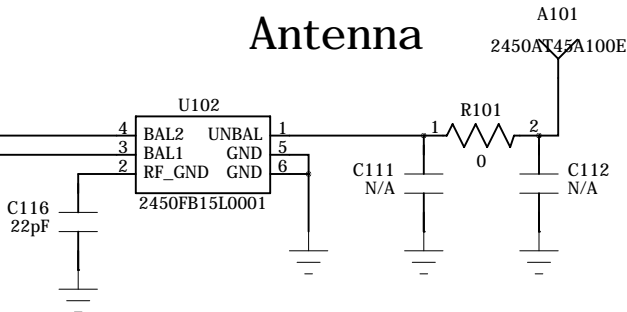 A101
Antenna
2450AT45A100E
U102
R101
4 BAL2 UNBAL 1
1 2
3 BAL1 GND 5
0
2 RF_GND GND 6
C111
N/A
C112
N/A
2450FB15L0001
C116
22pF